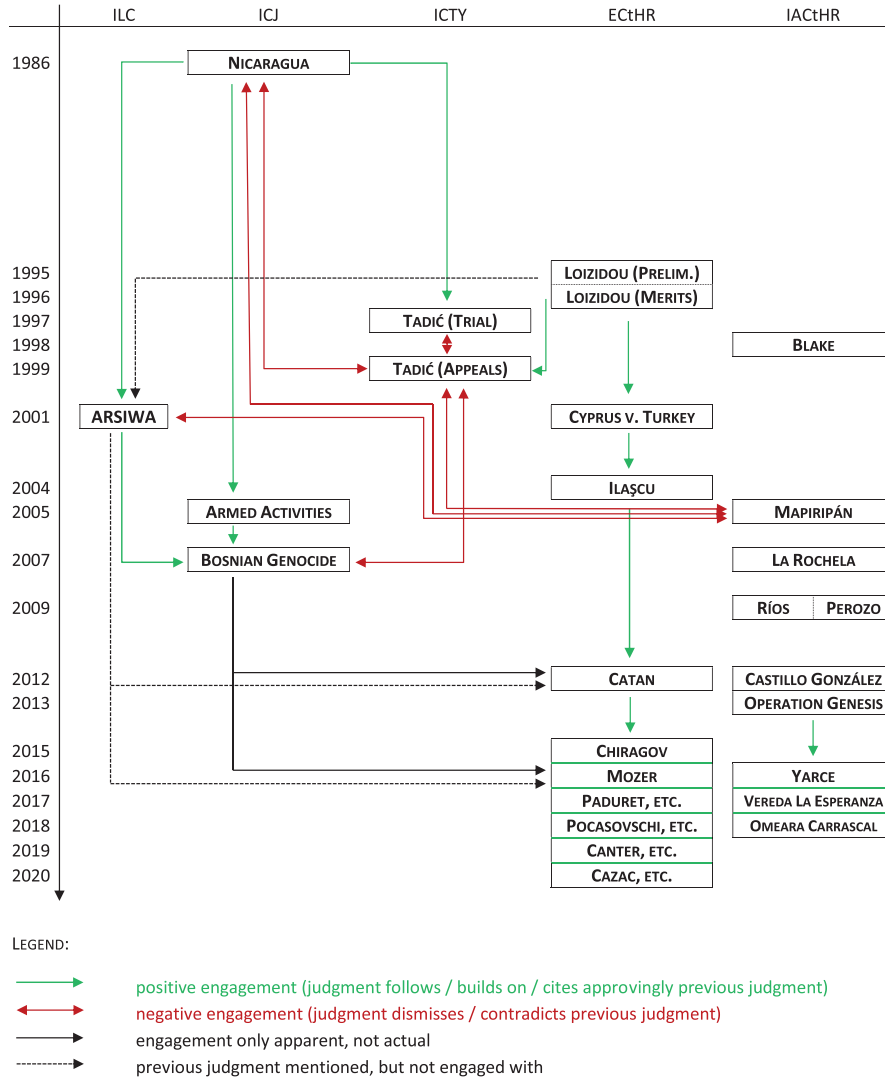 ILC ICJ ICTY ECtHR IACtHR
1986 NICARAGUA
1995 LOIZIDOU (PRELIM.)
1996 LOIZIDOU (MERITS)
1997 TADIĆ (TRIAL)
1998 BLAKE
1999 TADIĆ (APPEALS)
2001 ARSIWA CYPRUS V. TURKEY
2004 ILAŞCU
2005 ARMED ACTIVITIES MAPIRIPÁN
2007 BOSNIAN GENOCIDE LA ROCHELA
2009 RÍOS PEROZO
2012 CATAN CASTILLO GONZÁLEZ
2013 OPERATION GENESIS
2015 CHIRAGOV
2016 MOZER YARCE
2017 PADURET, ETC. VEREDA LA ESPERANZA
2018 POCASOVSCHI, ETC. OMEARA CARRASCAL
2019 CANTER, ETC.
2020 CAZAC, ETC.
LEGEND:
positive engagement (judgment follows / builds on / cites approvingly previous judgment)
negative engagement (judgment dismisses / contradicts previous judgment)
engagement only apparent, not actual
previous judgment mentioned, but not engaged with